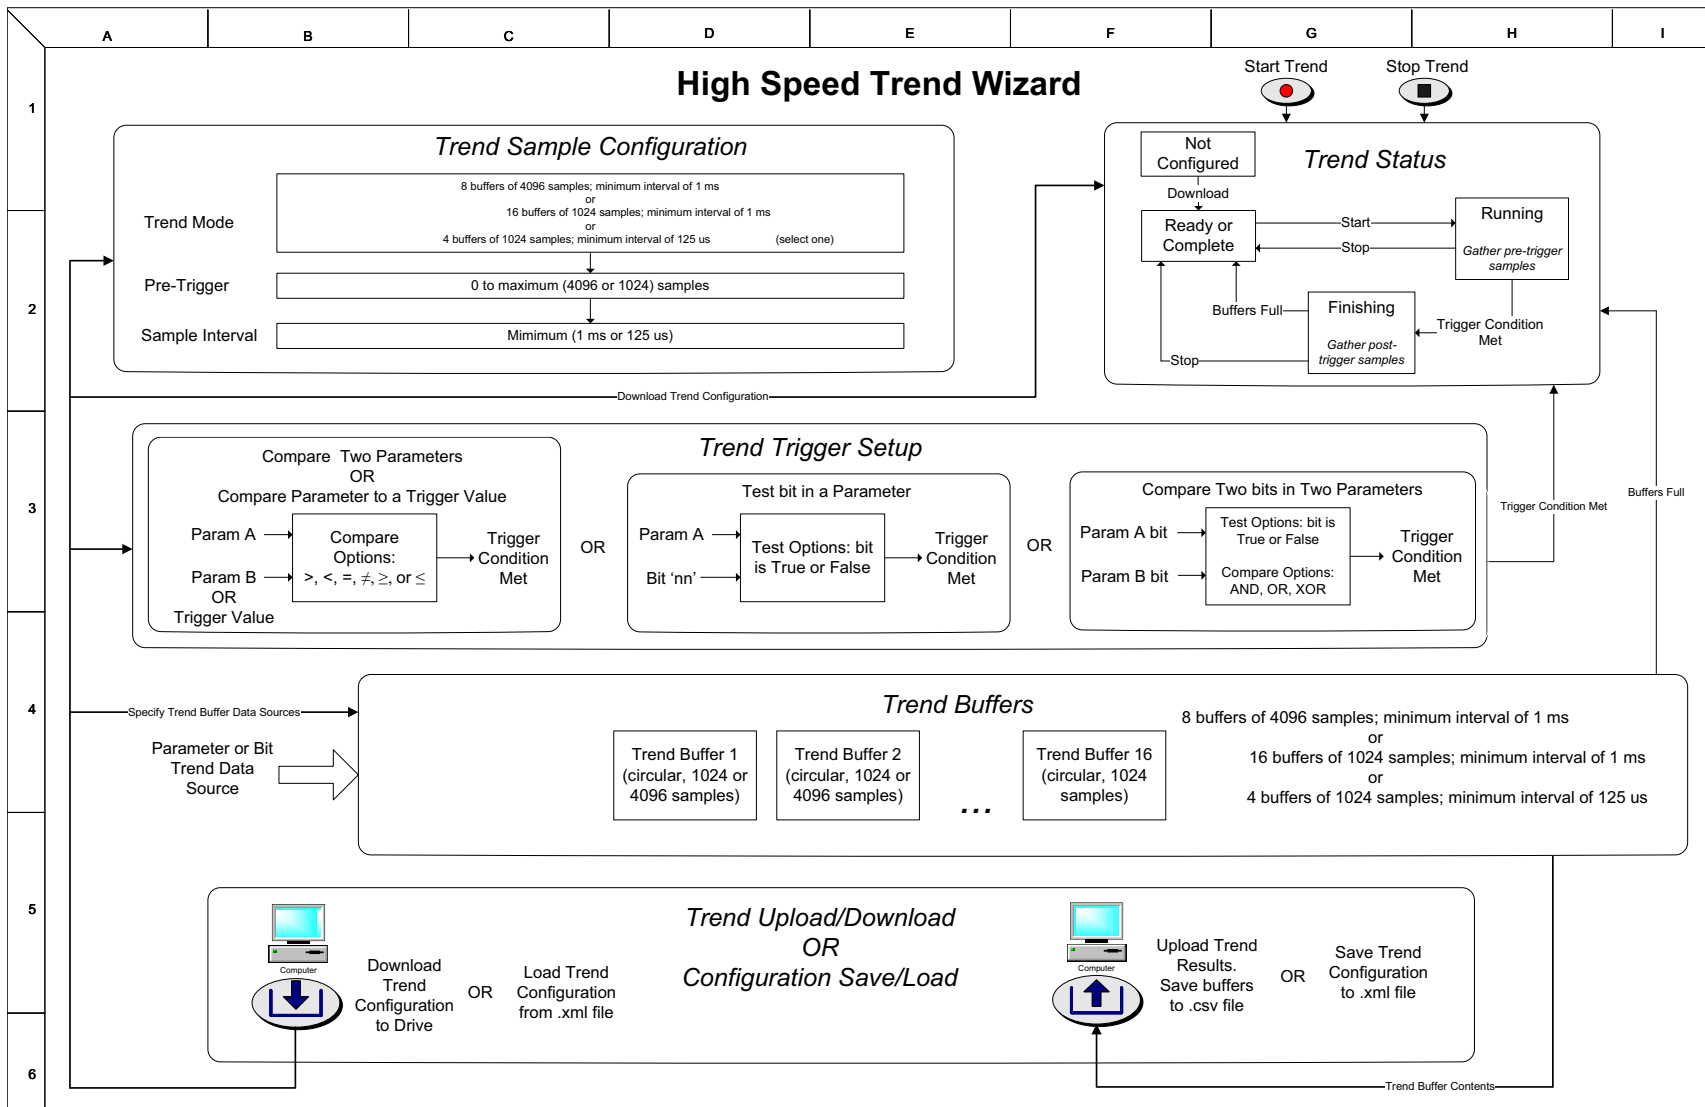 A B C D E F G H I
1
2
3
4
5
6
High Speed Trend Wizard
Start Trend
Stop Trend
Trend Sample Configuration
Trend Mode
8 buffers of 4096 samples; minimum interval of 1 ms
or
16 buffers of 1024 samples; minimum interval of 1 ms
or
4 buffers of 1024 samples; minimum interval of 125 us (select one)
Pre-Trigger
0 to maximum (4096 or 1024) samples
Sample Interval
Mimimum (1 ms or 125 us)
Trend Status
Not
Configured
Download
Ready or
Complete
Start
Stop
Running
Gather pre-trigger
samples
Buffers Full
Finishing
Gather post-
trigger samples
Trigger Condition
Met
Stop
Download Trend Configuration
Trend Trigger Setup
Compare Two Parameters
OR
Compare Parameter to a Trigger Value
Param A
Param B
OR
Trigger Value
Compare
Options:
>, <, =, ≠, ≥, or ≤
Trigger
Condition
Met
OR
Test bit in a Parameter
Param A
Bit ‘nn’
Test Options: bit
is True or False
Trigger
Condition
Met
OR
Compare Two bits in Two Parameters
Param A bit
Param B bit
Test Options: bit is
True or False
Compare Options:
AND, OR, XOR
Trigger
Condition
Met
Trigger Condition Met
Buffers Full
Specify Trend Buffer Data Sources
Parameter or Bit
Trend Data
Source
Trend Buffers
Trend Buffer 1
(circular, 1024 or
4096 samples)
Trend Buffer 2
(circular, 1024 or
4096 samples)
...
Trend Buffer 16
(circular, 1024
samples)
8 buffers of 4096 samples; minimum interval of 1 ms
or
16 buffers of 1024 samples; minimum interval of 1 ms
or
4 buffers of 1024 samples; minimum interval of 125 us
Trend Upload/Download
OR
Configuration Save/Load
Computer
Download
Trend
Configuration
to Drive
OR
Load Trend
Configuration
from .xml file
Computer
Upload Trend
Results.
Save buffers
to .csv file
OR
Save Trend
Configuration
to .xml file
Trend Buffer Contents